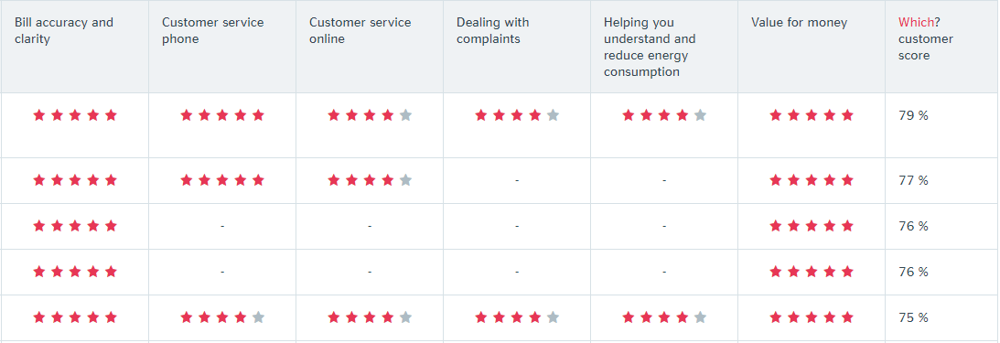 Bill accuracy and
clarity
Customer service
phone
Customer service
online
Dealing with
complaints
Helping you
understand and
reduce energy
consumption
Value for money
Which?
customer
score
79 %
- -
77 %
- - - -
76 %
- - - -
76 %
75 %